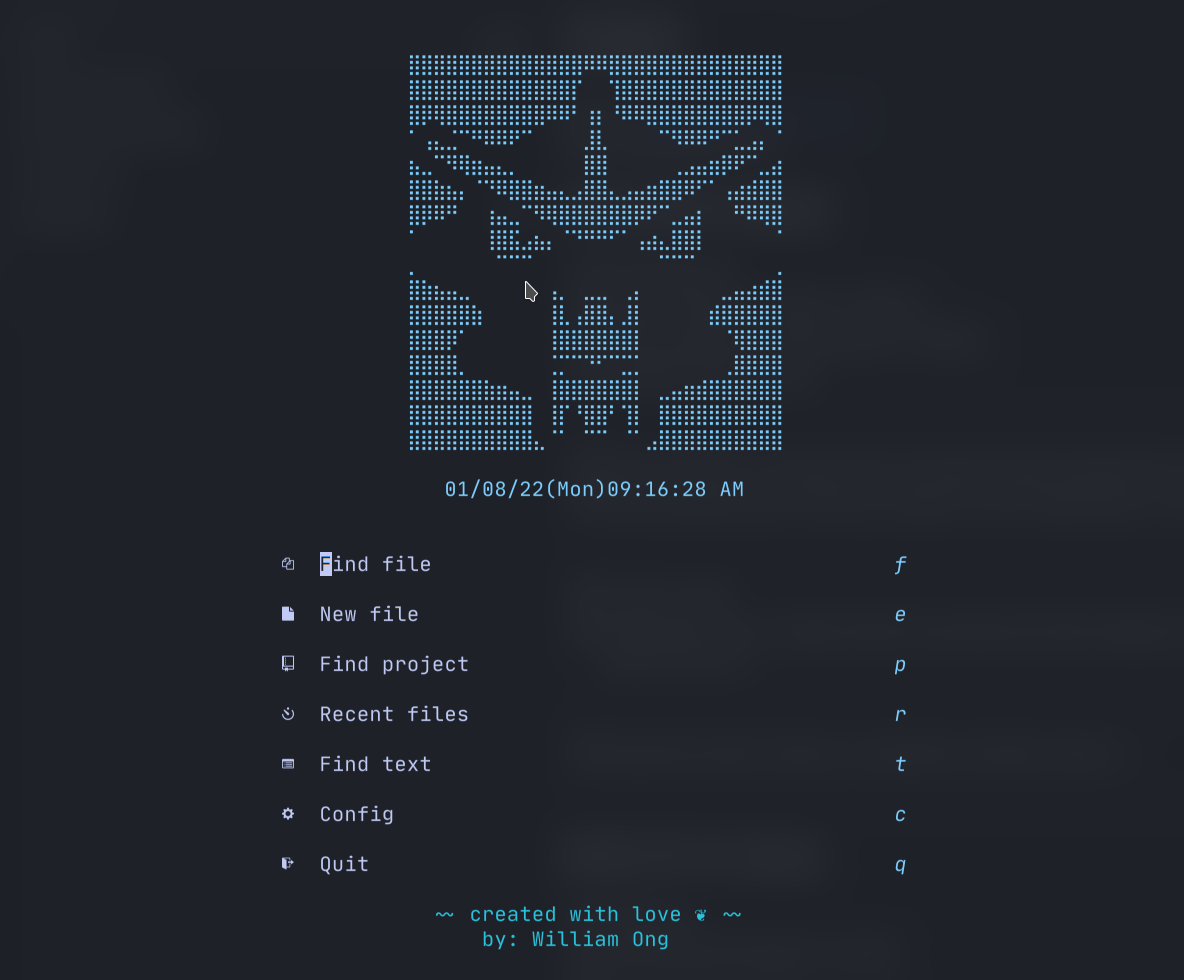 01/08/22(Mon)09:16:28 AM
Find file f
New file e
Find project p
Recent files r
Find text t
Config c
Quit q
~~ created with love ❦ ~~
by: William Ong